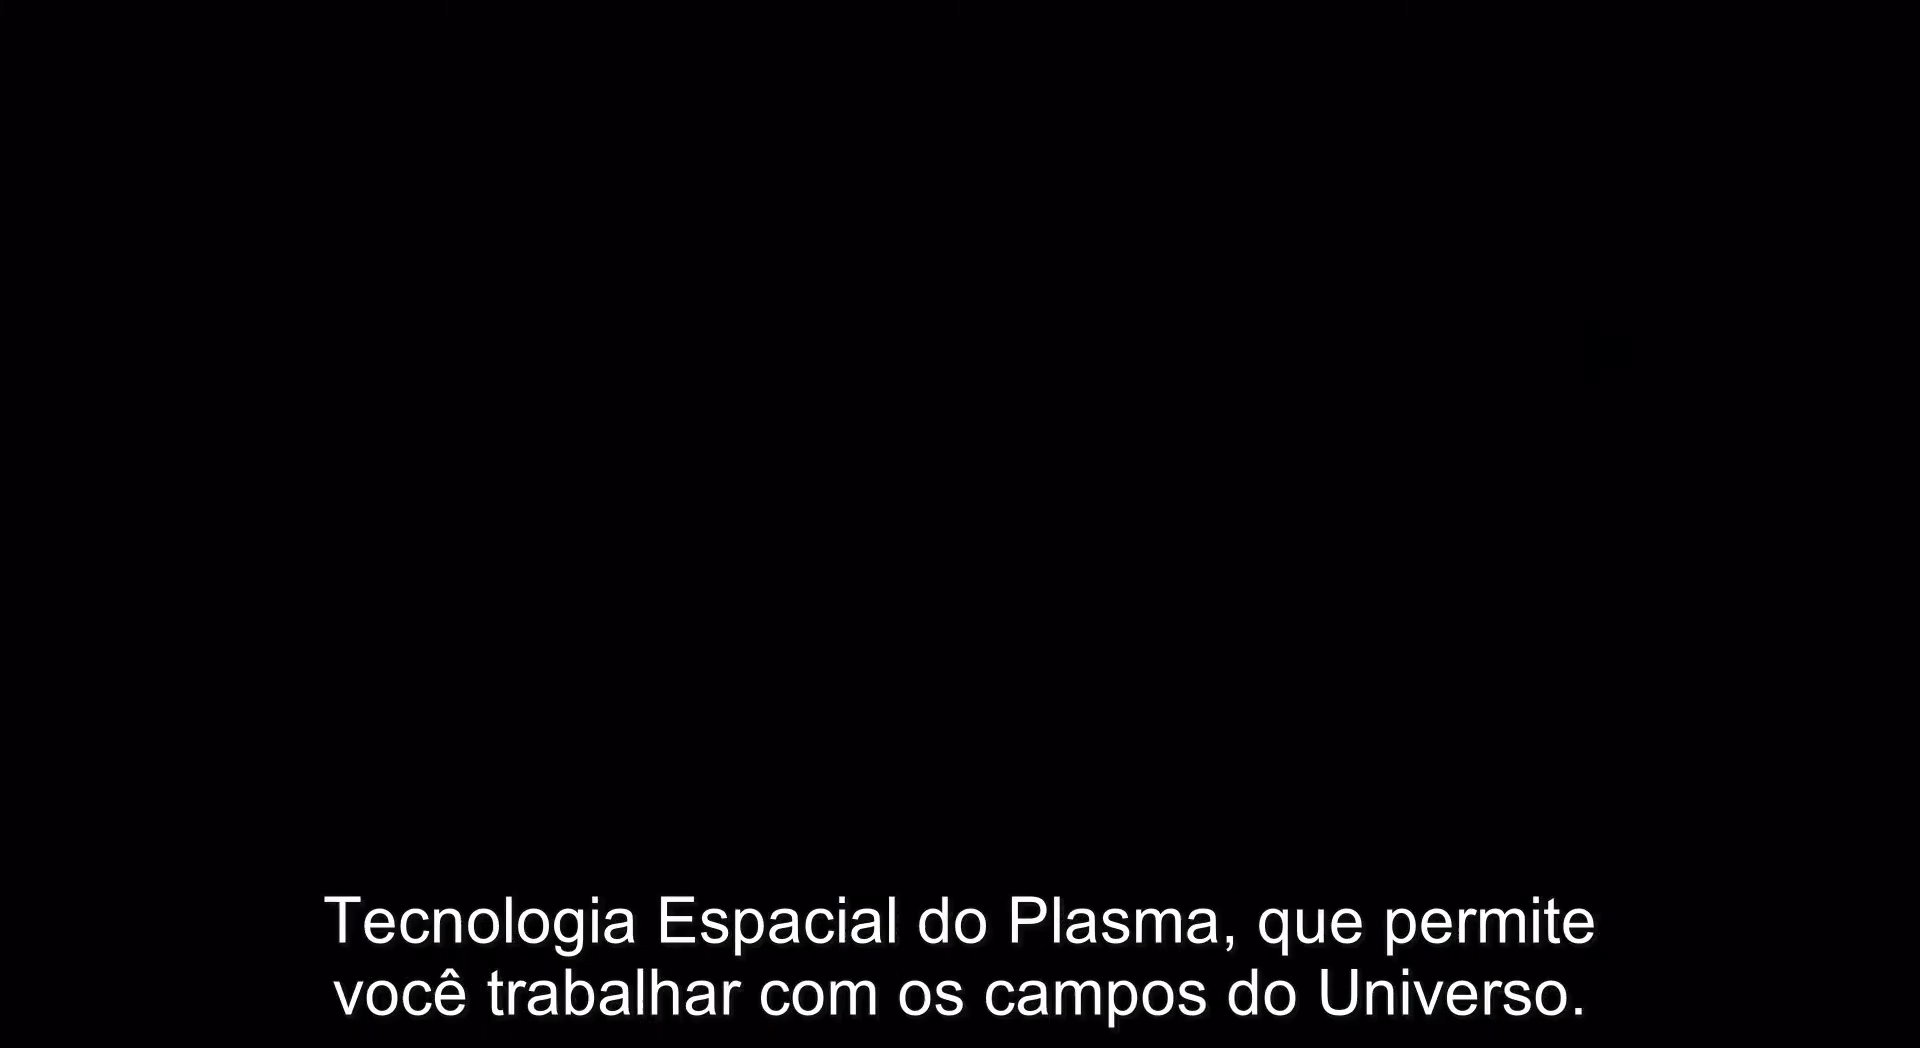 Tecnologia Espacial do Plasma, que permite
você trabalhar com os campos do Universo.